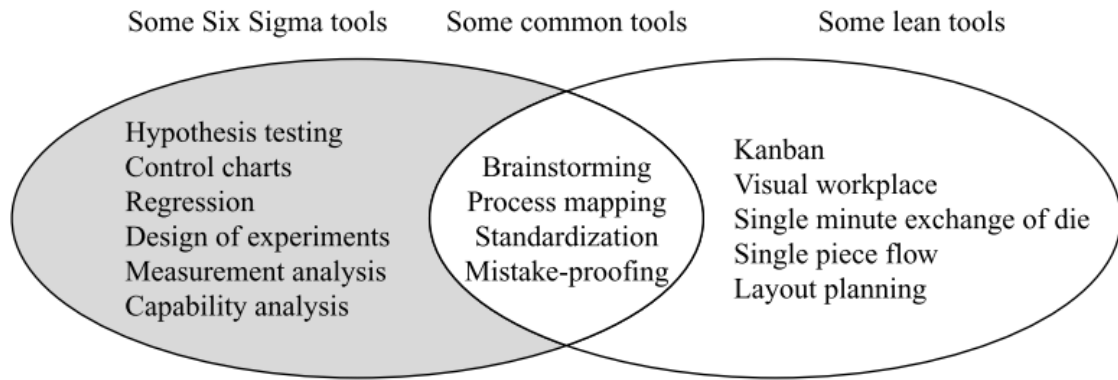 Some Six Sigma tools
Some common tools
Some lean tools
Hypothesis testing
Control charts
Regression
Design of experiments
Measurement analysis
Capability analysis
Brainstorming
Process mapping
Standardization
Mistake-proofing
Kanban
Visual workplace
Single minute exchange of die
Single piece flow
Layout planning